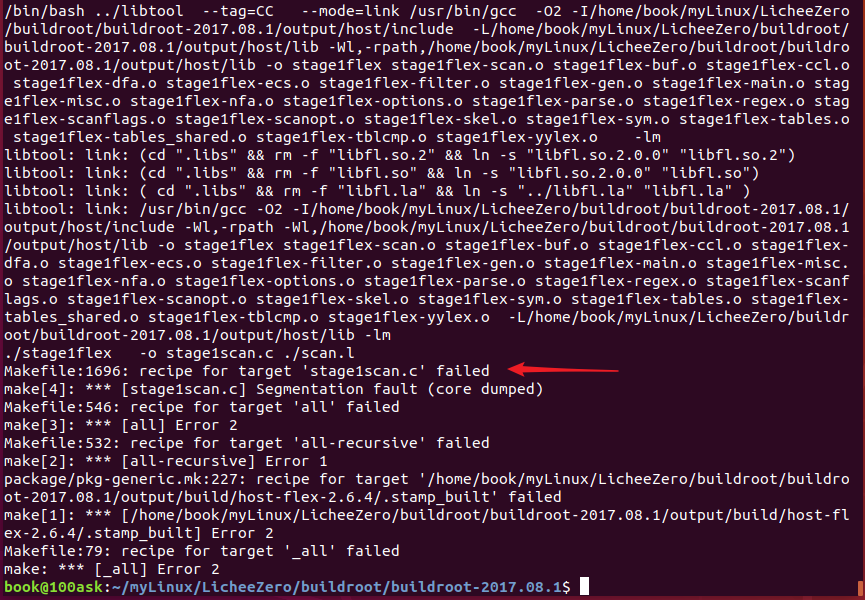 /bin/bash ../libtool  --tag=CC   --mode=link /usr/bin/gcc  -O2 -I/home/book/myLinux/LicheeZero
/buildroot/buildroot-2017.08.1/output/host/include  -L/home/book/myLinux/LicheeZero/buildroot/
buildroot-2017.08.1/output/host/lib -Wl,-rpath,/home/book/myLinux/LicheeZero/buildroot/buildro
ot-2017.08.1/output/host/lib -o stage1flex stage1flex-scan.o stage1flex-buf.o stage1flex-ccl.o
 stage1flex-dfa.o stage1flex-ecs.o stage1flex-filter.o stage1flex-gen.o stage1flex-main.o stag
e1flex-misc.o stage1flex-nfa.o stage1flex-options.o stage1flex-parse.o stage1flex-regex.o stag
e1flex-scanflags.o stage1flex-scanopt.o stage1flex-skel.o stage1flex-sym.o stage1flex-tables.o
 stage1flex-tables_shared.o stage1flex-tblcmp.o stage1flex-yylex.o    -lm
libtool: link: (cd ".libs" && rm -f "libfl.so.2" && ln -s "libfl.so.2.0.0" "libfl.so.2")
libtool: link: (cd ".libs" && rm -f "libfl.so" && ln -s "libfl.so.2.0.0" "libfl.so")
libtool: link: ( cd ".libs" && rm -f "libfl.la" && ln -s "../libfl.la" "libfl.la" )
libtool: link: /usr/bin/gcc -O2 -I/home/book/myLinux/LicheeZero/buildroot/buildroot-2017.08.1/
output/host/include -Wl,-rpath -Wl,/home/book/myLinux/LicheeZero/buildroot/buildroot-2017.08.1
/output/host/lib -o stage1flex stage1flex-scan.o stage1flex-buf.o stage1flex-ccl.o stage1flex-
dfa.o stage1flex-ecs.o stage1flex-filter.o stage1flex-gen.o stage1flex-main.o stage1flex-misc.
o stage1flex-nfa.o stage1flex-options.o stage1flex-parse.o stage1flex-regex.o stage1flex-scanf
lags.o stage1flex-scanopt.o stage1flex-skel.o stage1flex-sym.o stage1flex-tables.o stage1flex-
tables_shared.o stage1flex-tblcmp.o stage1flex-yylex.o  -L/home/book/myLinux/LicheeZero/buildr
oot/buildroot-2017.08.1/output/host/lib -lm
./stage1flex   -o stage1scan.c ./scan.l
Makefile:1696: recipe for target 'stage1scan.c' failed
make[4]: *** [stage1scan.c] Segmentation fault (core dumped)
Makefile:546: recipe for target 'all' failed
make[3]: *** [all] Error 2
Makefile:532: recipe for target 'all-recursive' failed
make[2]: *** [all-recursive] Error 1
package/pkg-generic.mk:227: recipe for target '/home/book/myLinux/LicheeZero/buildroot/buildro
ot-2017.08.1/output/build/host-flex-2.6.4/.stamp_built' failed
make[1]: *** [/home/book/myLinux/LicheeZero/buildroot/buildroot-2017.08.1/output/build/host-fl
ex-2.6.4/.stamp_built] Error 2
Makefile:79: recipe for target '_all' failed
make: *** [_all] Error 2
book@100ask:~/myLinux/LicheeZero/buildroot/buildroot-2017.08.1$